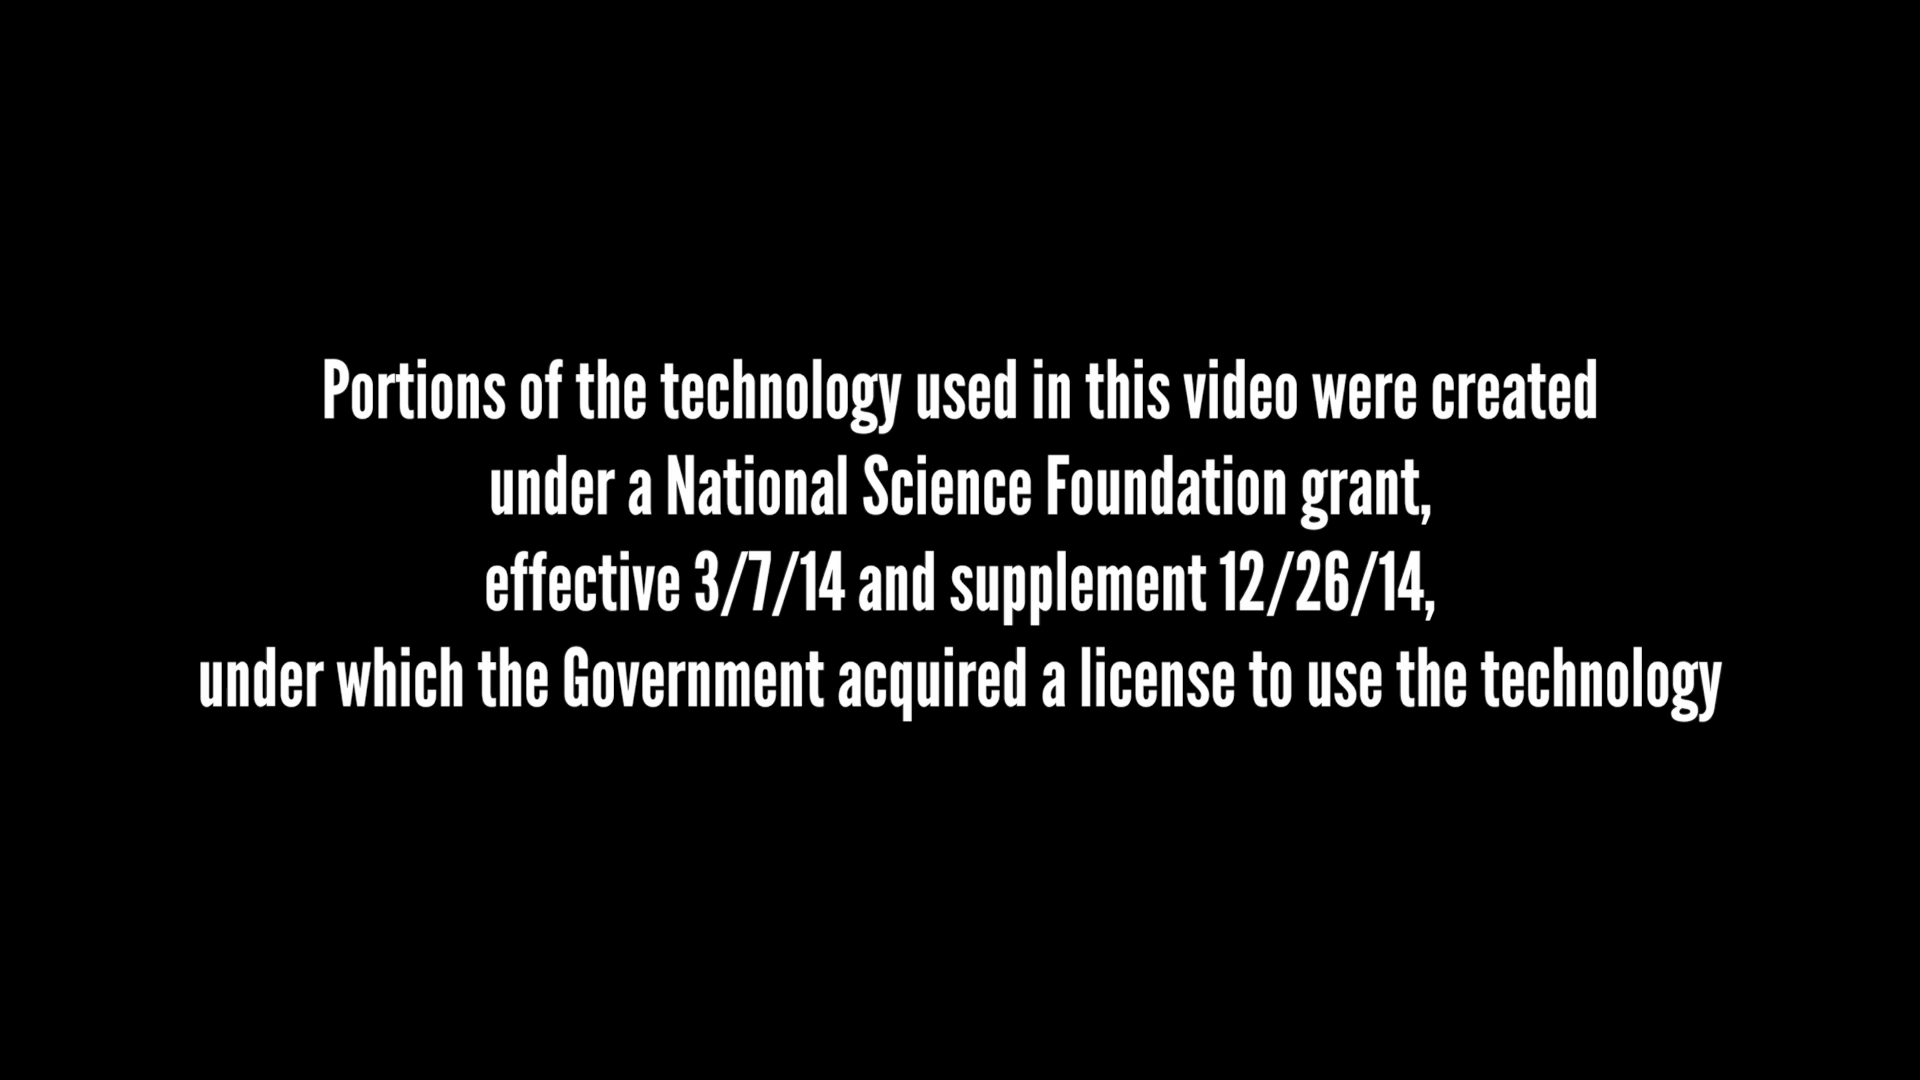 Portions of the technology used in this video were created
under a National Science Foundation grant,
effective 3/7/14 and supplement 12/26/14,
under which the Government acquired a license to use the technology